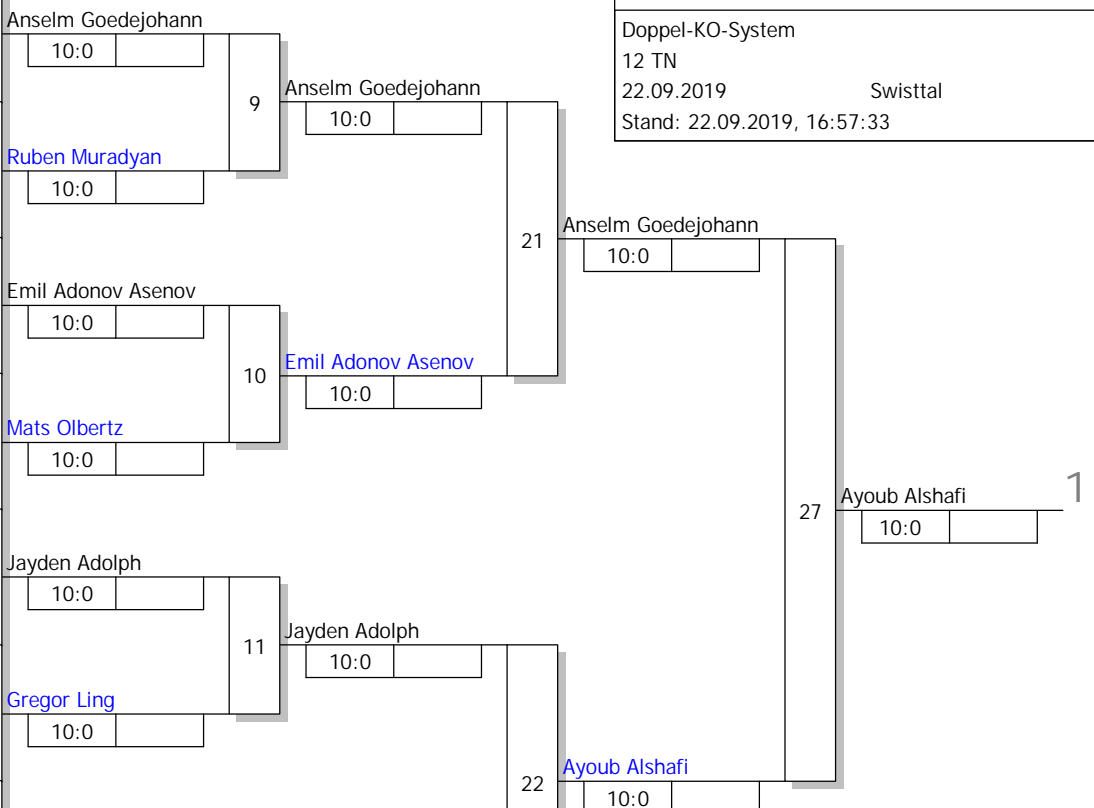 Anselm Goedejohann
10:0
9
Ruben Muradyan
10:0
Anselm Goedejohann
10:0
Emil Adonov Asenov
10:0
10
Mats Olbertz
10:0
Emil Adonov Asenov
10:0
21
Anselm Goedejohann
10:0
Jayden Adolph
10:0
11
Gregor Ling
10:0
Jayden Adolph
10:0
22
Ayoub Alshafi
10:0
27
Ayoub Alshafi
10:0
1
Doppel-KO-System
12 TN
22.09.2019 Swisttal
Stand: 22.09.2019, 16:57:33